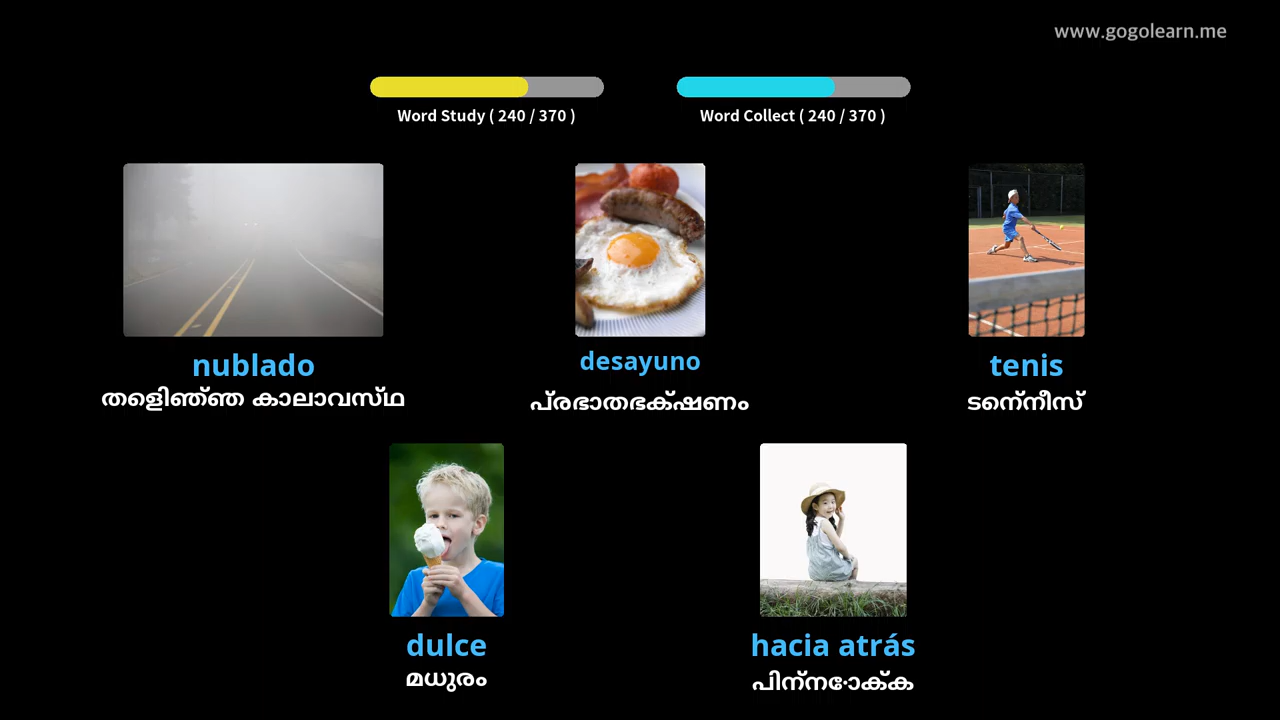 www.gogolearn.me
Word Study ( 240 / 370 )
Word Collect ( 240 / 370 )
nublado
തെളിഞ്ഞ കാലാവസ്ഥ
desayuno
പ്രഭാതഭക്ഷണം
tenis
ടെന്നീസ്
dulce
മധുരം
hacia atrás
പിന്നോക്ക